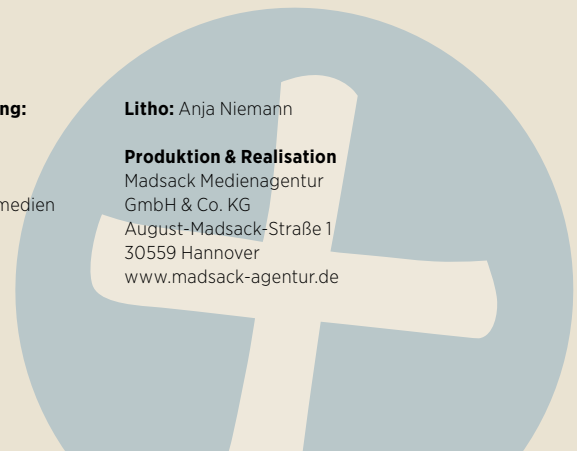 ng:
medien
Litho: Anja Niemann
Produktion & Realisation
Madsack Medienagentur
GmbH & Co. KG
August-Madsack-Straße 1
30559 Hannover
www.madsack-agentur.de